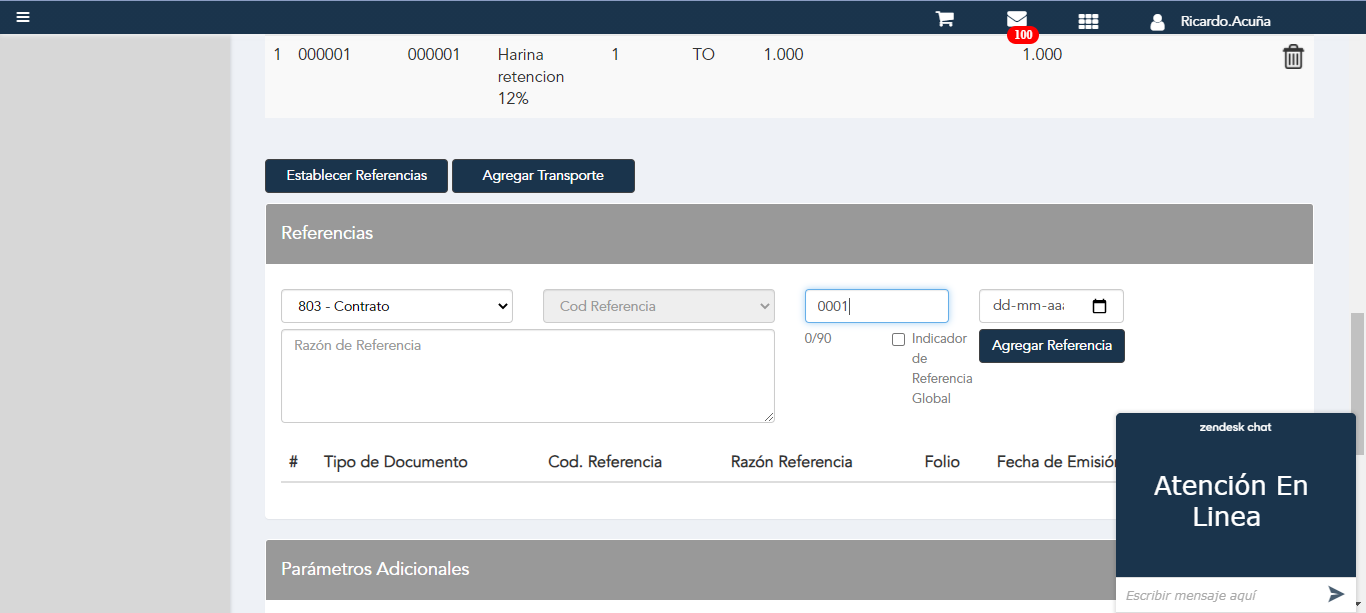 Ricardo.Acuña
100
1 000001 000001 Harina 1 TO 1.000 1.000
retencion
12%
Establecer Referencias Agregar Transporte
Referencias
803 - Contrato Cod Referencia 0001 dd-mm-aaa
Razón de Referencia 0/90 Indicador Agregar Referencia
de
Referencia
Global
zendesk chat
# Tipo de Documento Cod. Referencia Razón Referencia Folio Fecha de Emisión
Atención En
Linea
Parámetros Adicionales
Escribir mensaje aquí